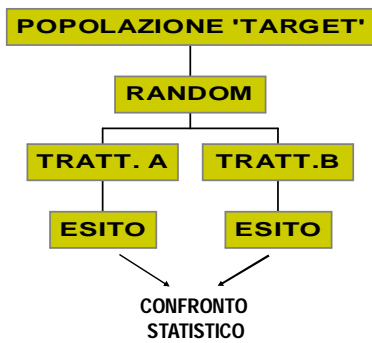 POPOLAZIONE 'TARGET'
RANDOM
TRATT. A
TRATT.B
ESITO
ESITO
CONFRONTO
STATISTICO